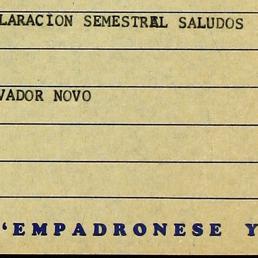 LARACION SEMESTRAL SALUDOS
VADOR NOVO
"EMPADRONESE Y